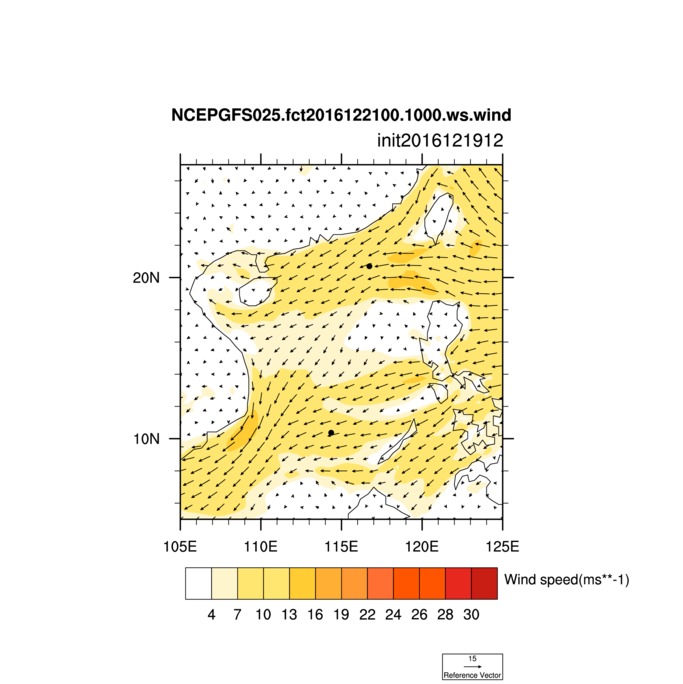 NCEPGFS025.fct2016122100.1000.ws.wind
init2016121912
20N
10N
105E 110E 115E 120E 125E
Wind speed(ms**-1)
4 7 10 13 16 19 22 24 26 28 30
15
Reference Vector